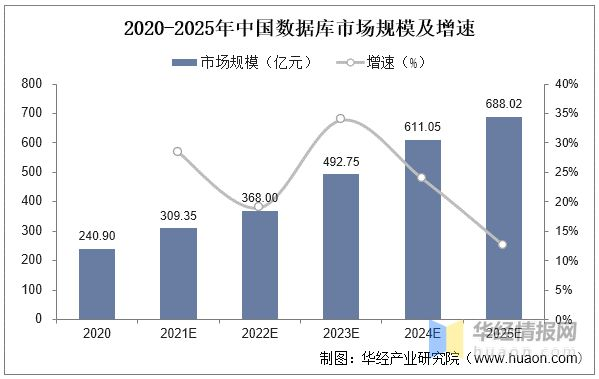 2020-2025年中国数据库市场规模及增速
市场规模（亿元） 增速（%）
800 40%
700 35%
600 30%
500 25%
400 20%
300 15%
200 10%
100 5%
0 0%
240.90 309.35 368.00 492.75 611.05 688.02
2020 2021E 2022E 2023E 2024E 2025E
华经情报网
huaon.com
制图：华经产业研究院（www.huaon.com）